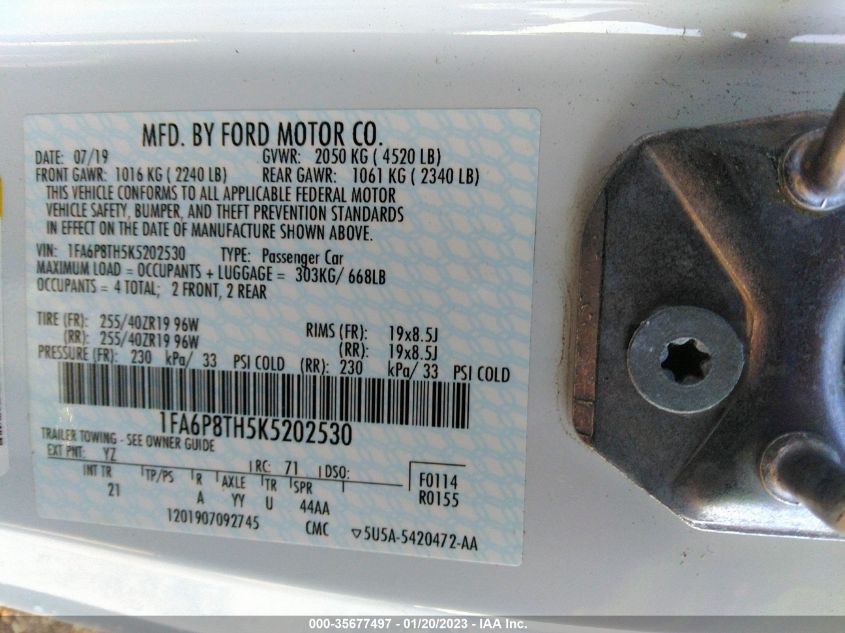 MFD. BY FORD MOTOR CO.
DATE: 07/19 GVWR: 2050 KG ( 4520 LB)
FRONT GAWR: 1016 KG ( 2240 LB) REAR GAWR: 1061 KG ( 2340 LB)
THIS VEHICLE CONFORMS TO ALL APPLICABLE FEDERAL MOTOR
VEHICLE SAFETY, BUMPER, AND THEFT PREVENTION STANDARDS
IN EFFECT ON THE DATE OF MANUFACTURE SHOWN ABOVE.
VIN: 1FA6P8TH5K5202530 TYPE: Passenger Car
MAXIMUM LOAD = OCCUPANTS + LUGGAGE = 303KG/ 668LB
OCCUPANTS = 4 TOTAL; 2 FRONT, 2 REAR
TIRE (FR): 255/40ZR19 96W RIMS (FR): 19x8.5J
(RR): 255/40ZR19 96W (RR): 19x8.5J
PRESSURE (FR): 230 kPa/ 33 PSI COLD (RR): 230 kPa/ 33 PSI COLD
1FA6P8TH5K5202530
TRAILER TOWING - SEE OWNER GUIDE
EXT PNT: YZ RC: 71 DSO: F0114
INT TR TP/PS R AXLE TR SPR R0155
21 A YY U 44AA
1201907092745 CMC ▽5U5A-5420472-AA
000-35677497 - 01/20/2023 - IAA Inc.